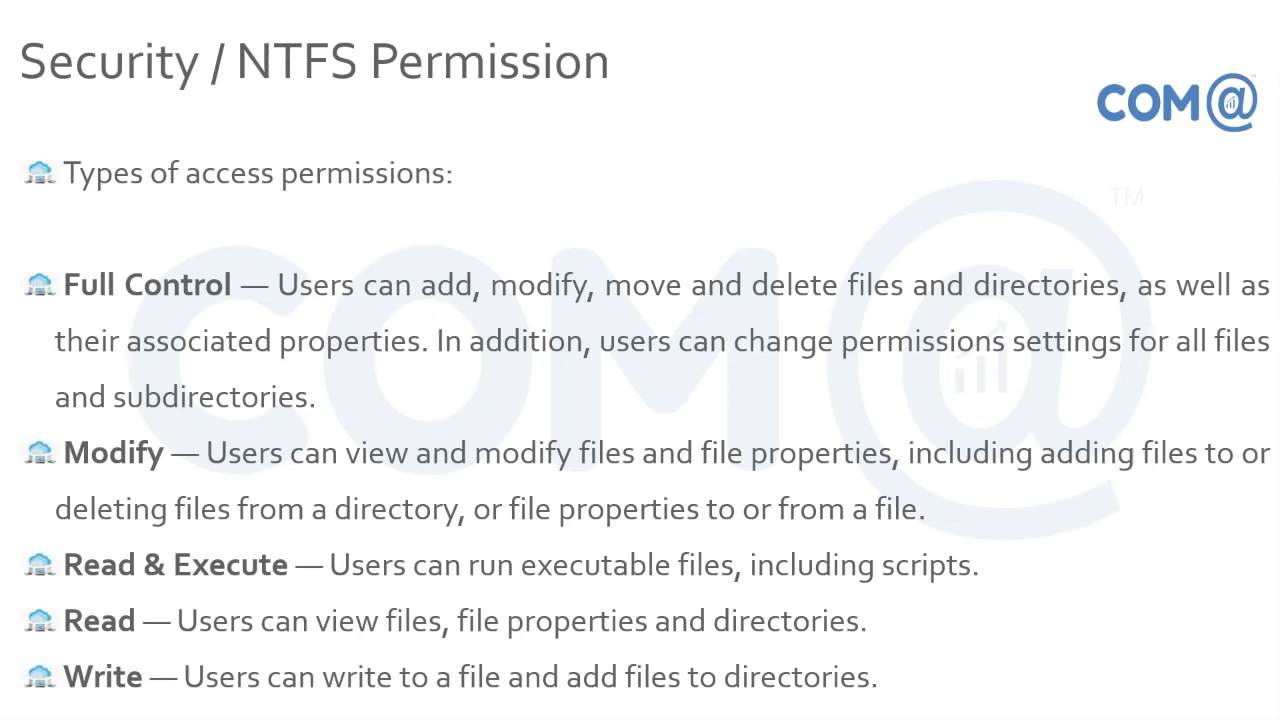 Security / NTFS Permission
COM@
Types of access permissions:
TM
Full Control — Users can add, modify, move and delete files and directories, as well as
their associated properties. In addition, users can change permissions settings for all files
and subdirectories.
Modify — Users can view and modify files and file properties, including adding files to or
deleting files from a directory, or file properties to or from a file.
Read & Execute — Users can run executable files, including scripts.
Read — Users can view files, file properties and directories.
Write — Users can write to a file and add files to directories.
COM@